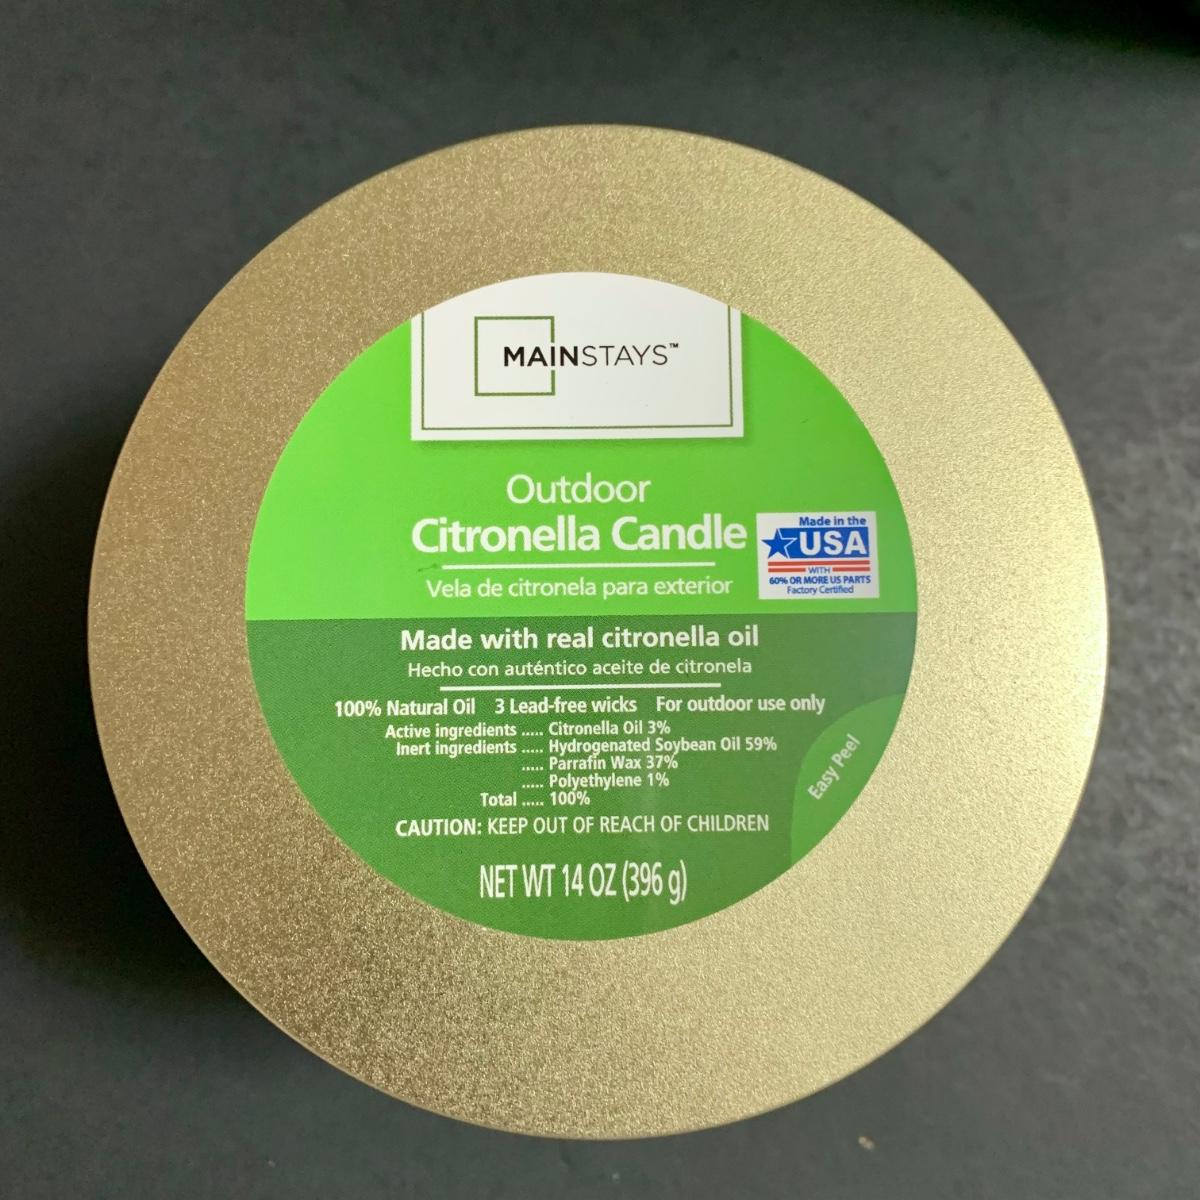 MAINSTAYS™
Outdoor
Citronella Candle
Vela de citronela para exterior
Made in the
USA
WITH
60% OR MORE US PARTS
Factory Certified
Made with real citronella oil
Hecho con auténtico aceite de citronela
100% Natural Oil 3 Lead-free wicks For outdoor use only
Active ingredients ..... Citronella Oil 3%
Inert ingredients ..... Hydrogenated Soybean Oil 59%
..... Parrafin Wax 37%
..... Polyethylene 1%
Total ..... 100%
CAUTION: KEEP OUT OF REACH OF CHILDREN
Easy Peel
NET WT 14 OZ (396 g)